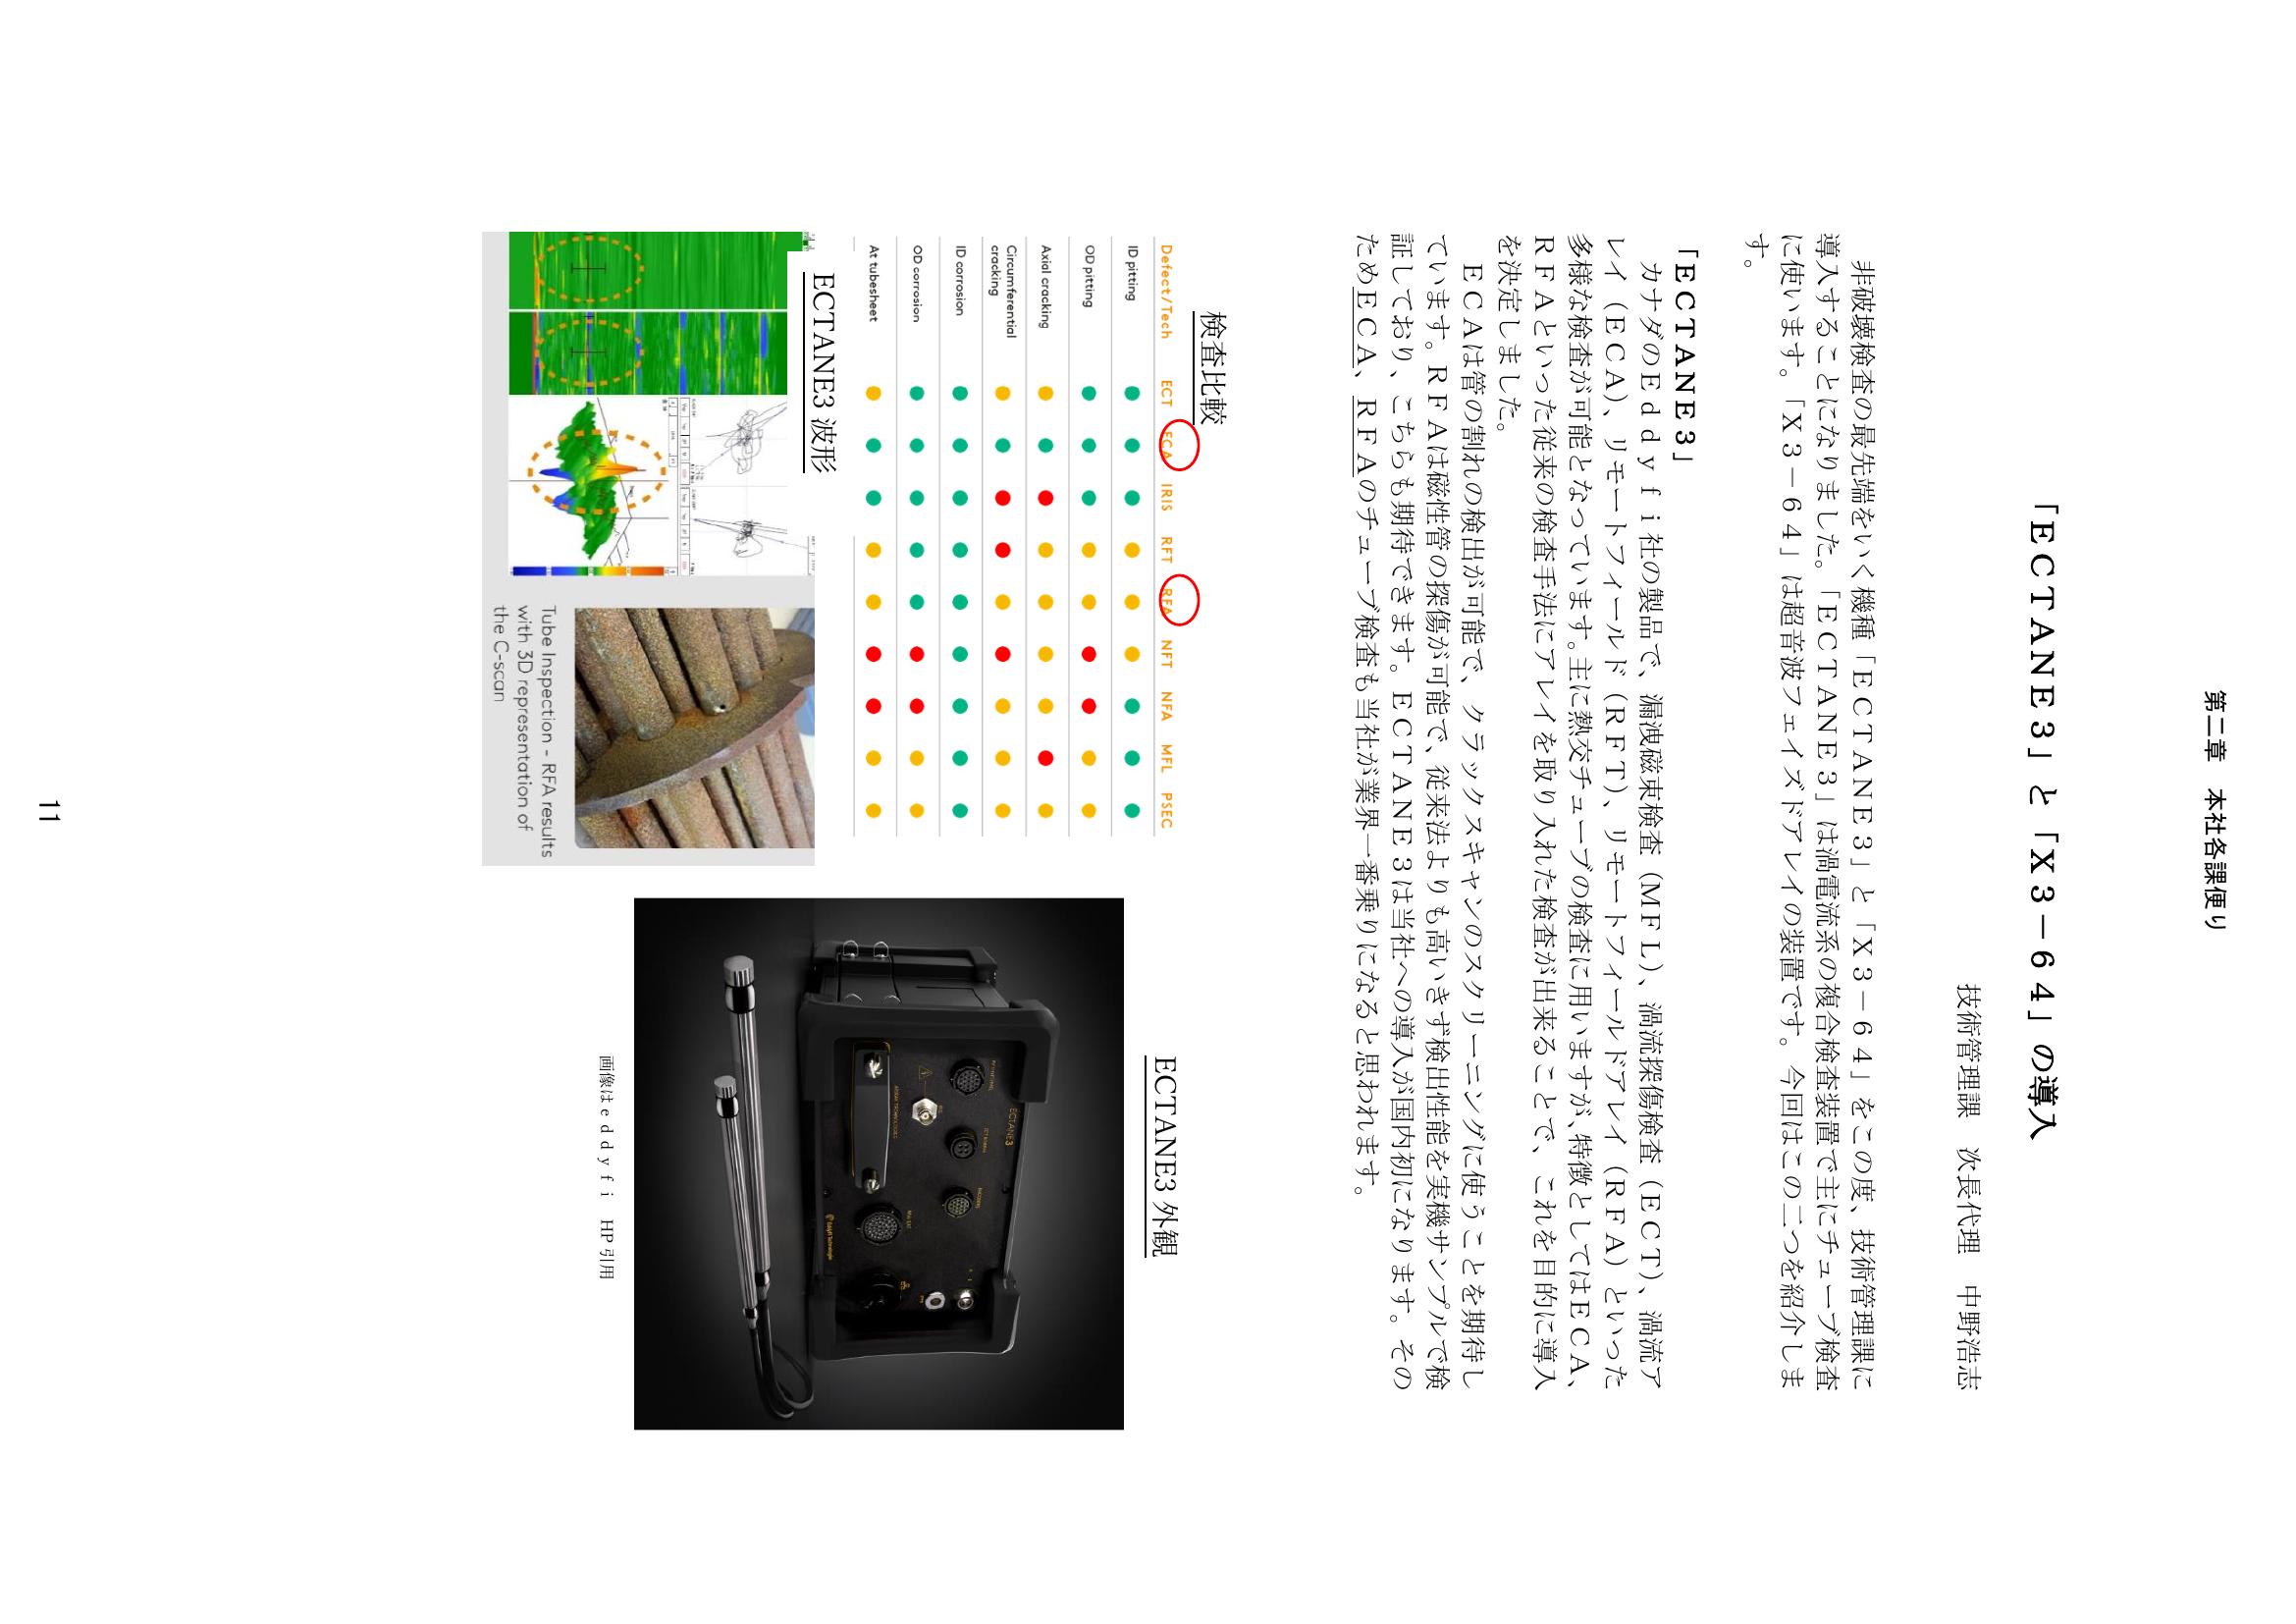 第二章　本社各課便り
「ＥＣＴＡＮＥ３」と「Ｘ３－６４」の導入
技術管理課　次長代理　中野浩志
非破壊検査の最先端をいく機種「ＥＣＴＡＮＥ３」と「Ｘ３－６４」をこの度、技術管理課に
導入することになりました。「ＥＣＴＡＮＥ３」は渦電流系の複合検査装置で主にチューブ検査
に使います。「Ｘ３－６４」は超音波フェイズドアレイの装置です。今回はこの二つを紹介しま
す。
「ＥＣＴＡＮＥ３」
カナダのＥｄｄｙｆｉ社の製品で、漏洩磁束検査（ＭＦＬ）、渦流探傷検査（ＥＣＴ）、渦流ア
レイ（ＥＣＡ）、リモートフィールド（ＲＦＴ）、リモートフィールドアレイ（ＲＦＡ）といった
多様な検査が可能となっています。主に熱交チューブの検査に用いますが、特徴としてはＥＣＡ、
ＲＦＡといった従来の検査手法にアレイを取り入れた検査が出来ることで、これを目的に導入
を決定しました。
ＥＣＡは管の割れの検出が可能で、クラックスキャンのスクリーニングに使うことを期待し
ています。ＲＦＡは磁性管の探傷が可能で、従来法よりも高いきず検出性能を実機サンプルで検
証しており、こちらも期待できます。ＥＣＴＡＮＥ３は当社への導入が国内初になります。その
ためＥＣＡ、ＲＦＡのチューブ検査も当社が業界一番乗りになると思われます。
検査比較
Defect/Tech ECT ECA IRIS RFT RFA NFT NFA MFL PSEC
ID pitting
OD pitting
Axial cracking
Circumferential
cracking
ID corrosion
OD corrosion
At tubesheet
ECTANE3 波形
Tube Inspection - RFA results
with 3D representation of
the C-scan
ECTANE3 外観
ECTANE3
画像はｅｄｄｙｆｉ　HP引用
11